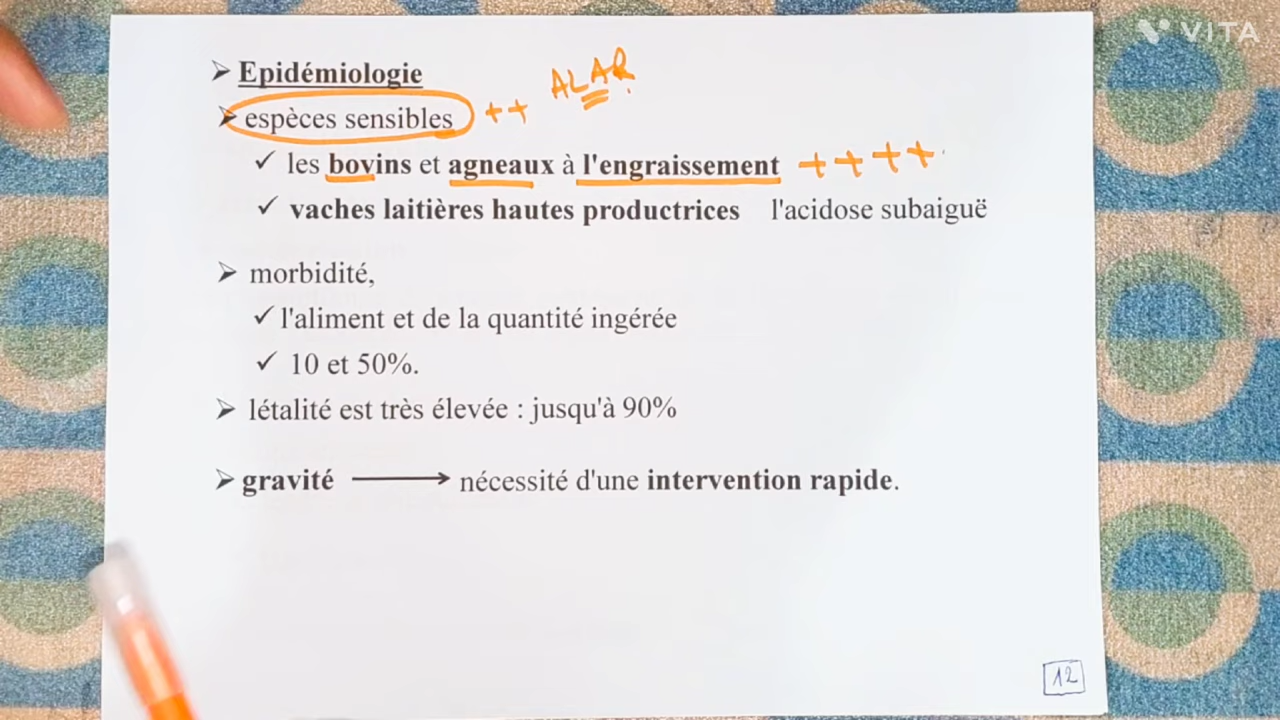 VITA
➤ Epidémiologie
ALAR
➤ espèces sensibles ++
✓ les bovins et agneaux à l'engraissement ++++
✓ vaches laitières hautes productrices l'acidose subaiguë
➤ morbidité,
✓ l'aliment et de la quantité ingérée
✓ 10 et 50%.
➤ létalité est très élevée : jusqu'à 90%
➤ gravité ⟶ nécessité d'une intervention rapide.
12